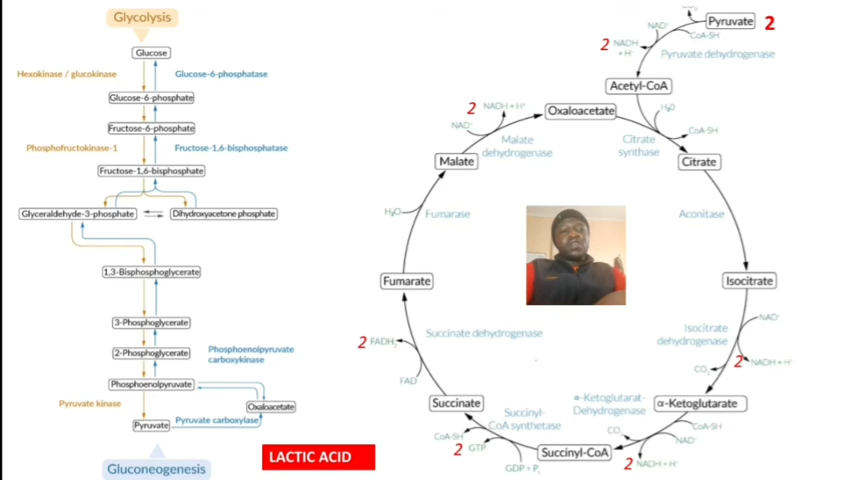 Glycolysis
Glucose
Hexokinase / glucokinase
Glucose-6-phosphatase
Glucose-6-phosphate
Fructose-6-phosphate
Phosphofructokinase-1
Fructose-1,6-bisphosphatase
Fructose-1,6-bisphosphate
Glyceraldehyde-3-phosphate
Dihydroxyacetone phosphate
1,3-Bisphosphoglycerate
3-Phosphoglycerate
2-Phosphoglycerate
Phosphoenolpyruvate
carboxykinase
Phosphoenolpyruvate
Pyruvate kinase
Oxaloacetate
Pyruvate
Pyruvate carboxylase
Gluconeogenesis
LACTIC ACID
Pyruvate 2
NAD⁺
CoA-SH
2 NADH
+ H⁺
Pyruvate dehydrogenase
Acetyl-CoA
2 NADH + H⁺
NAD⁺
Oxaloacetate
H₂O
CoA-SH
Malate
dehydrogenase
Citrate
synthase
Malate
Citrate
H₂O
Fumarase
Aconitase
Fumarate
Isocitrate
NAD⁺
Isocitrate
dehydrogenase
2 NADH + H⁺
CO₂
Succinate dehydrogenase
2 FADH₂
FAD
Succinate
α-Ketoglutarat-
Dehydrogenase
α-Ketoglutarate
Succinyl-
CoA synthetase
CoA-SH
2 GTP
GDP + Pᵢ
Succinyl-CoA
CO₂
CoA-SH
NAD⁺
2 NADH + H⁺